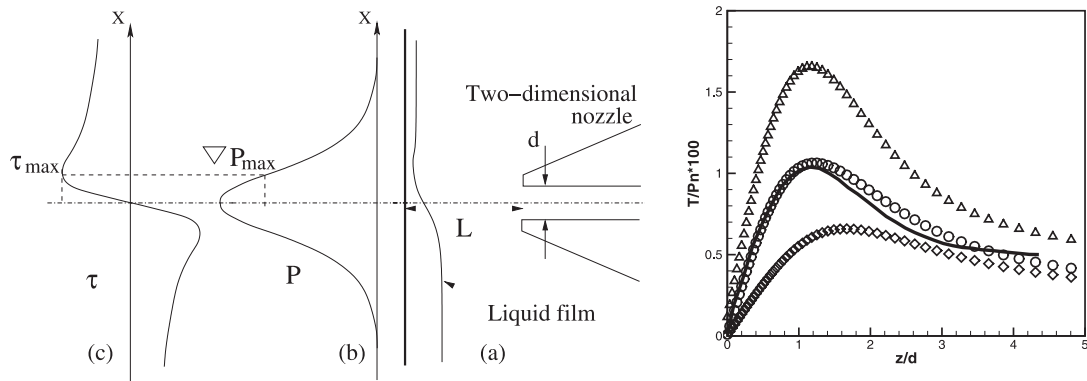 X
X
Two-dimensional
nozzle
d
τmax
▽ Pmax
L
τ
P
Liquid film
(c)
(b)
(a)
2
1.5
1
0.5
0
T/Pn*100
0
1
2
3
4
5
z/d